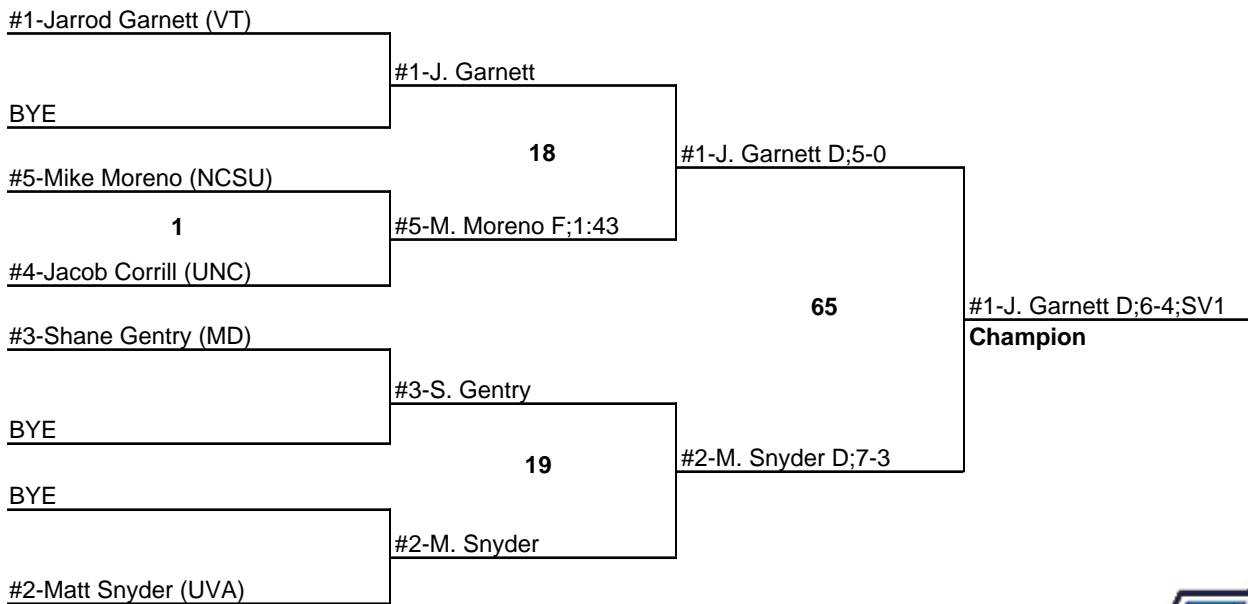 #1-Jarrod Garnett (VT)
#1-J. Garnett
BYE
18
#1-J. Garnett D;5-0
#5-Mike Moreno (NCSU)
1
#5-M. Moreno F;1:43
#4-Jacob Corrill (UNC)
65
#1-J. Garnett D;6-4;SV1
Champion
#3-Shane Gentry (MD)
#3-S. Gentry
BYE
19
#2-M. Snyder D;7-3
BYE
#2-M. Snyder
#2-Matt Snyder (UVA)